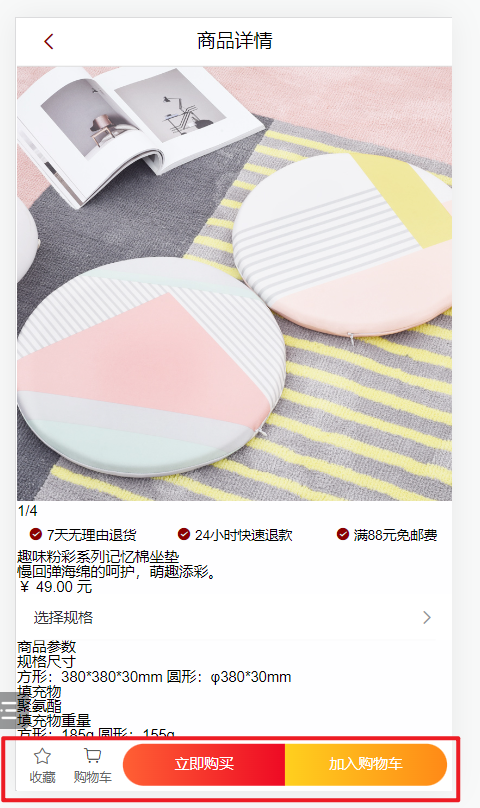 商品详情
1/4
7天无理由退货 24小时快速退款 满88元免邮费
趣味粉彩系列记忆棉坐垫
慢回弹海绵的呵护，萌趣添彩。
￥ 49.00 元
选择规格
商品参数
规格尺寸
方形：380*380*30mm 圆形：φ380*30mm
填充物
聚氨酯
填充物重量
方形：185g 圆形：155g
收藏 购物车 立即购买 加入购物车